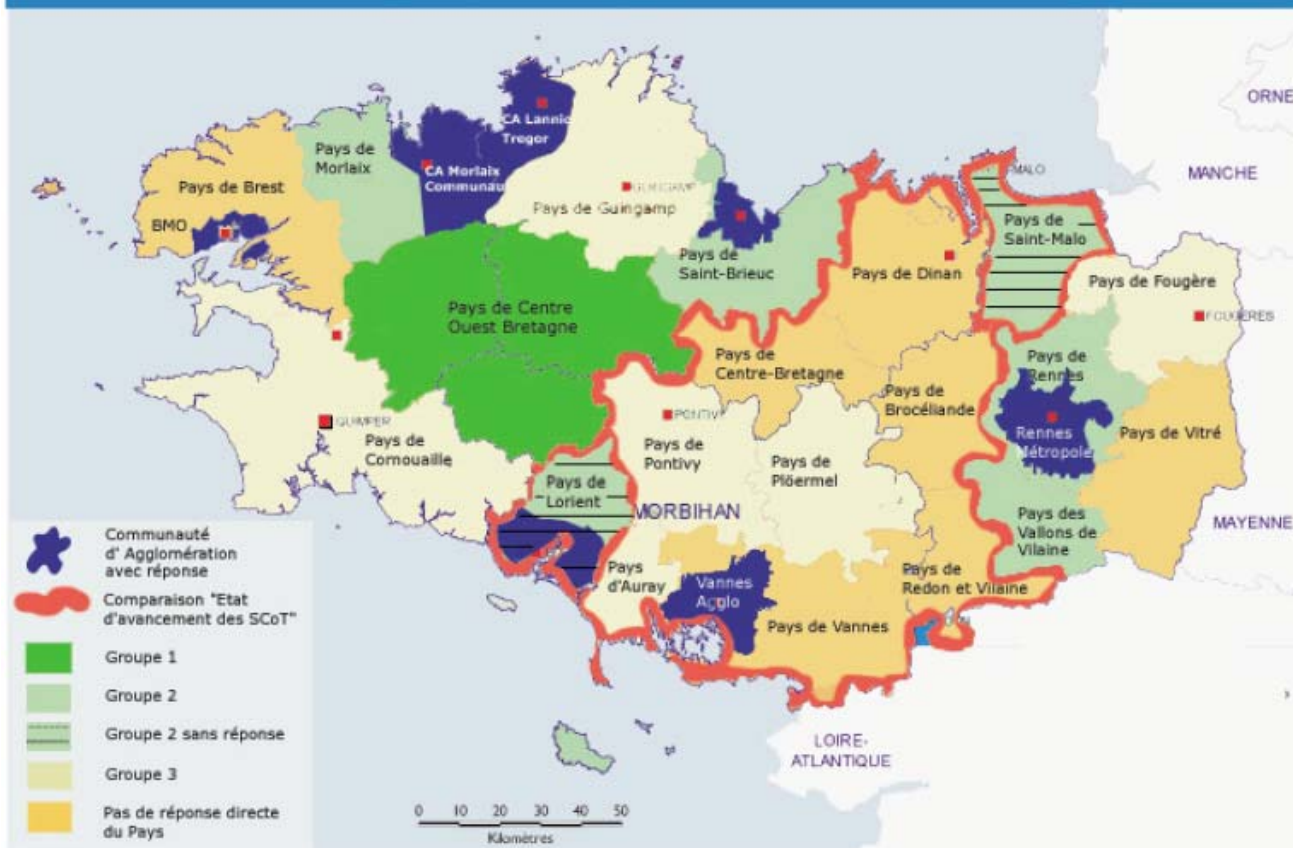 ORNE
MANCHE
MAYENNE
LOIRE-
ATLANTIQUE
CA Lannio
Tregor
Pays de
Morlaix
CA Morlaix
Communau
Pays de Brest
BMO
GUINGAMP
Pays de Guingamp
Pays de
Saint-Brieuc
MALO
Pays de
Saint-Malo
Pays de Dinan
Pays de Fougère
FOUGERES
Pays de Centre
Ouest Bretagne
Pays de
Centre-Bretagne
Pays de
Rennes
Pays de
Brocéliande
Rennes
Métropole
Pays de Vitré
QUIMPER
PONTIVY
Pays de
Cornouaille
Pays de
Pontivy
Pays de
Plöermel
Pays de
Lorient
MORBIHAN
Pays des
Vallons de
Vilaine
Pays
d'Auray
Vannes
Agglo
Pays de
Redon et Vilaine
Pays de Vannes
Communauté
d' Agglomération
avec réponse
Comparaison "Etat
d'avancement des SCoT"
Groupe 1
Groupe 2
Groupe 2 sans réponse
Groupe 3
Pas de réponse directe
du Pays
0 10 20 30 40 50
Kilomètres